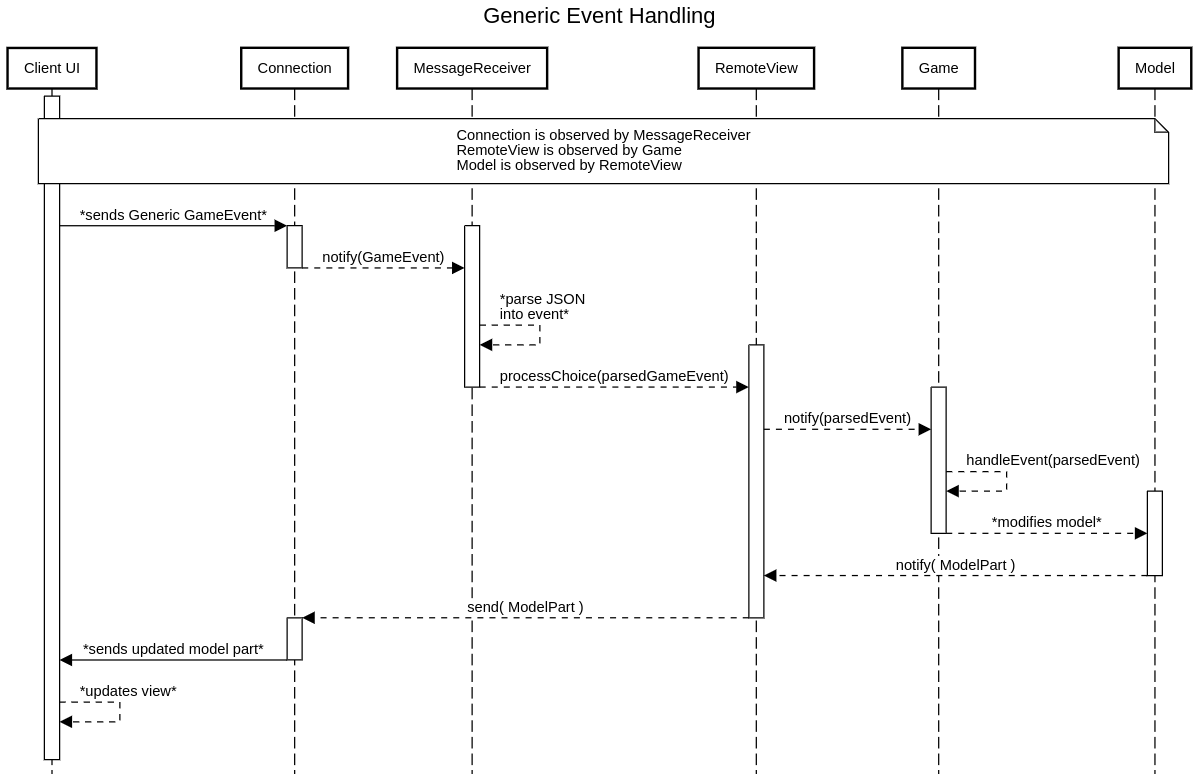 Generic Event Handling
Client UI
Connection
MessageReceiver
RemoteView
Game
Model
Connection is observed by MessageReceiver
RemoteView is observed by Game
Model is observed by RemoteView
*sends Generic GameEvent*
notify(GameEvent)
*parse JSON
into event*
processChoice(parsedGameEvent)
notify(parsedEvent)
handleEvent(parsedEvent)
*modifies model*
notify( ModelPart )
send( ModelPart )
*sends updated model part*
*updates view*